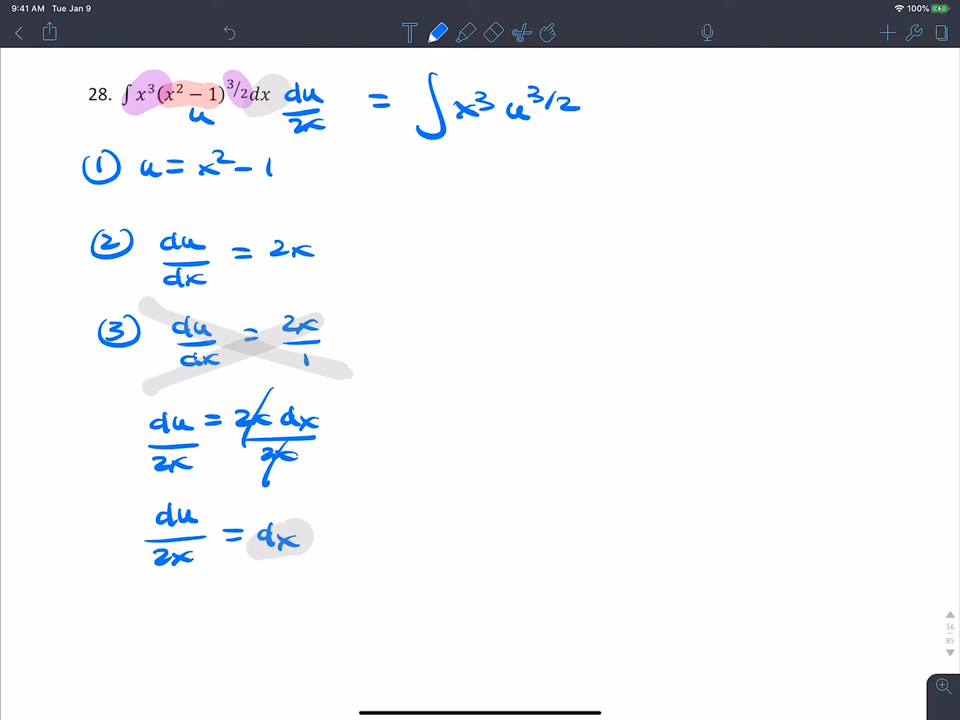 9:41 AM Tue Jan 9
100%
T
28. ∫ x³(x² − 1)^3/2 dx du/2x = ∫ x³ u^3/2
u
① u = x² − 1
② du/dx = 2x
③ du/dx = 2x/1
du/2x = 2x dx/2x
du/2x = dx
56
85